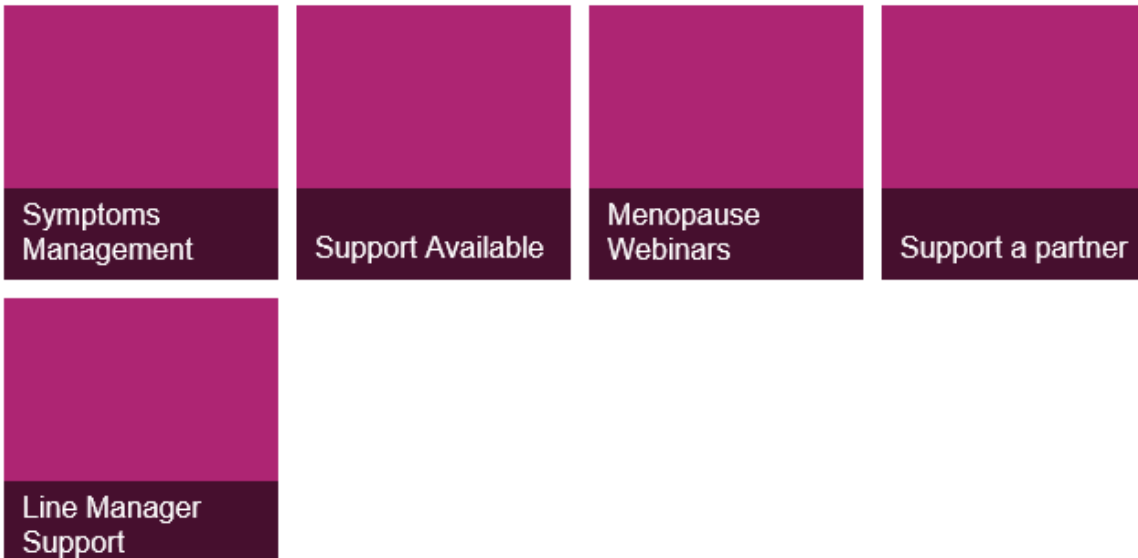 Symptoms
Management
Support Available
Menopause
Webinars
Support a partner
Line Manager
Support